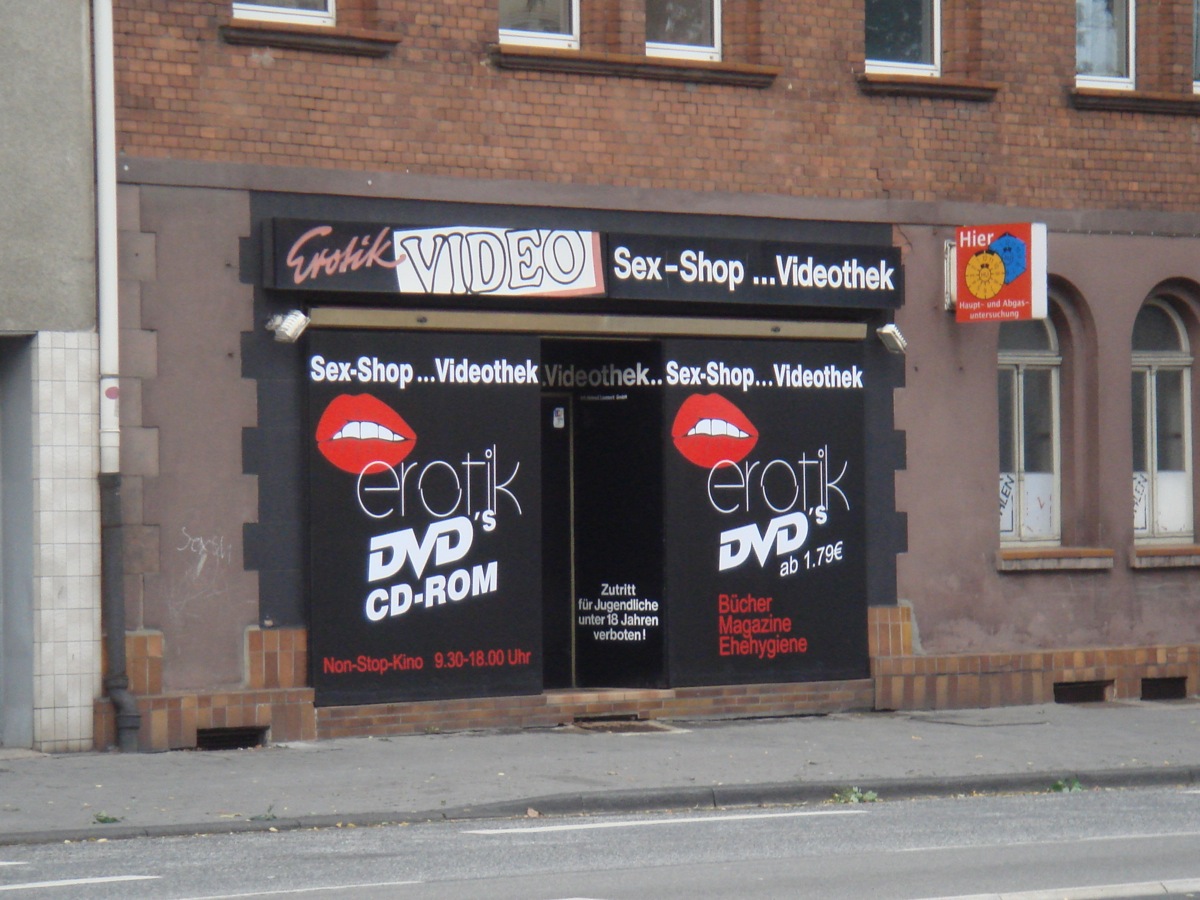 Erotik VIDEO Sex-Shop ...Videothek
Hier
Haupt- und Abgas-
untersuchung
Sex-Shop ...Videothek
erotik
DVD's
CD-ROM
Non-Stop-Kino 9.30-18.00 Uhr
.Videothek..
Zutritt
für Jugendliche
unter 18 Jahren
verboten!
Sex-Shop...Videothek
erotik
DVD's
ab 1.79€
Bücher
Magazine
Ehehygiene